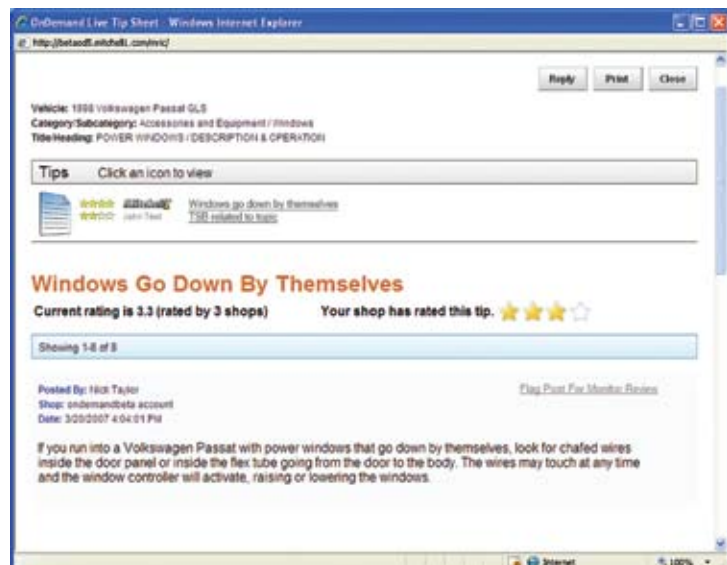 OnDemand Live Tip Sheet - Windows Internet Explorer
Reply Print Close
Vehicle: 1998 Volkswagen Passat GLS
Category/Subcategory: Accessories and Equipment / Windows
Title/Heading: POWER WINDOWS / DESCRIPTION & OPERATION
Tips Click an icon to view
Windows go down by themselves
TSB related to topic
Windows Go Down By Themselves
Current rating is 3.3 (rated by 3 shops) Your shop has rated this tip.
Showing 1-8 of 8
Posted By: Nick Taylor Flag Post For Monitor Review
Shop: ondemandbeta account
Date: 3/20/2007 4:04:01 PM
If you run into a Volkswagen Passat with power windows that go down by themselves, look for chafed wires
inside the door panel or inside the flex tube going from the door to the body. The wires may touch at any time
and the window controller will activate, raising or lowering the windows.
Internet 100%